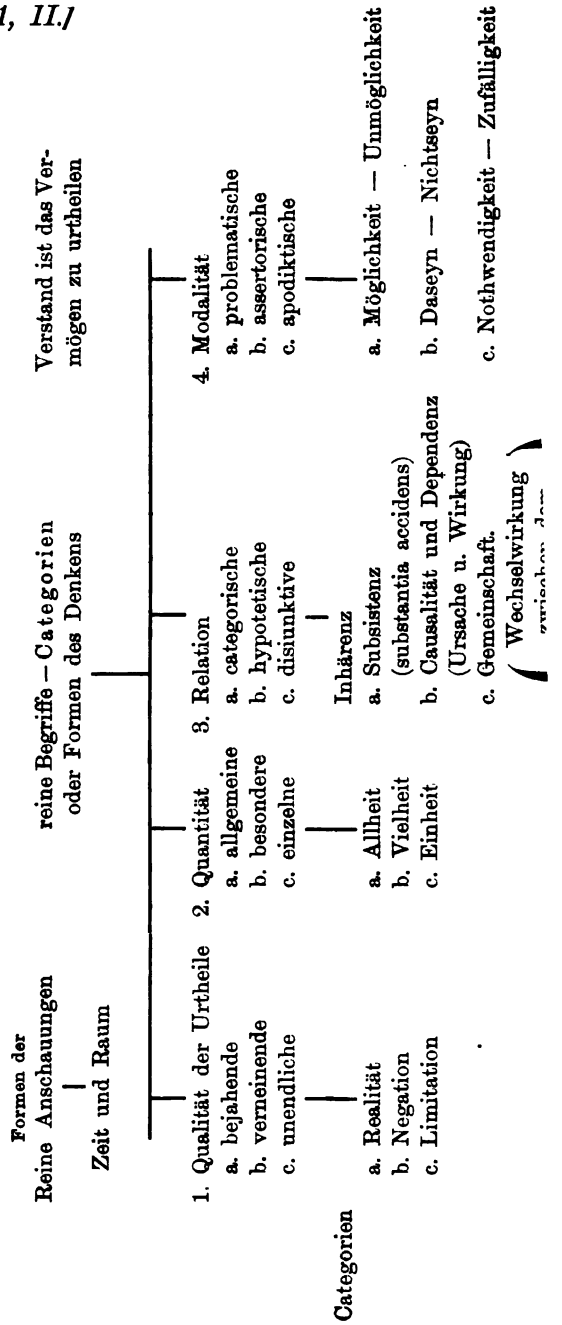 1, II.]
Formen der
Reine Anschauungen
Zeit und Raum
reine Begriffe — Categorien
oder Formen des Denkens
Verstand ist das Ver-
mögen zu urtheilen
1. Qualität der Urtheile
a. bejahende
b. verneinende
c. unendliche
2. Quantität
a. allgemeine
b. besondere
c. einzelne
3. Relation
a. categorische
b. hypotetische
c. disiunktive
4. Modalität
a. problematische
b. assertorische
c. apodiktische
Categorien
a. Realität
b. Negation
c. Limitation
a. Allheit
b. Vielheit
c. Einheit
Inhärenz
a. Subsistenz
(substantia accidens)
b. Causalität und Dependenz
(Ursache u. Wirkung)
c. Gemeinschaft.
( Wechselwirkung )
a. Möglichkeit — Unmöglichkeit
b. Daseyn — Nichtseyn
c. Nothwendigkeit — Zufälligkeit